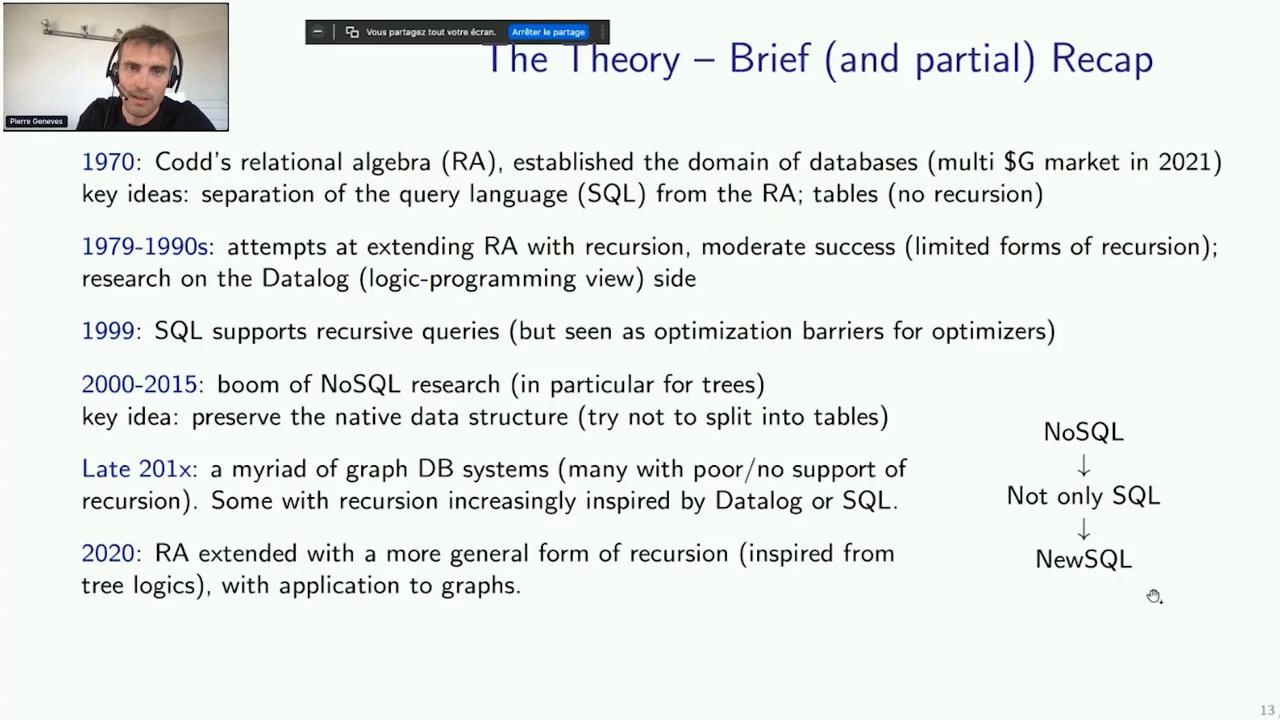 Vous partagez tout votre écran.
Arrêter le partage
The Theory – Brief (and partial) Recap
Pierre Geneves
1970: Codd's relational algebra (RA), established the domain of databases (multi $G market in 2021)
key ideas: separation of the query language (SQL) from the RA; tables (no recursion)
1979-1990s: attempts at extending RA with recursion, moderate success (limited forms of recursion);
research on the Datalog (logic-programming view) side
1999: SQL supports recursive queries (but seen as optimization barriers for optimizers)
2000-2015: boom of NoSQL research (in particular for trees)
key idea: preserve the native data structure (try not to split into tables)
Late 201x: a myriad of graph DB systems (many with poor/no support of
recursion). Some with recursion increasingly inspired by Datalog or SQL.
2020: RA extended with a more general form of recursion (inspired from
tree logics), with application to graphs.
NoSQL
↓
Not only SQL
↓
NewSQL
13